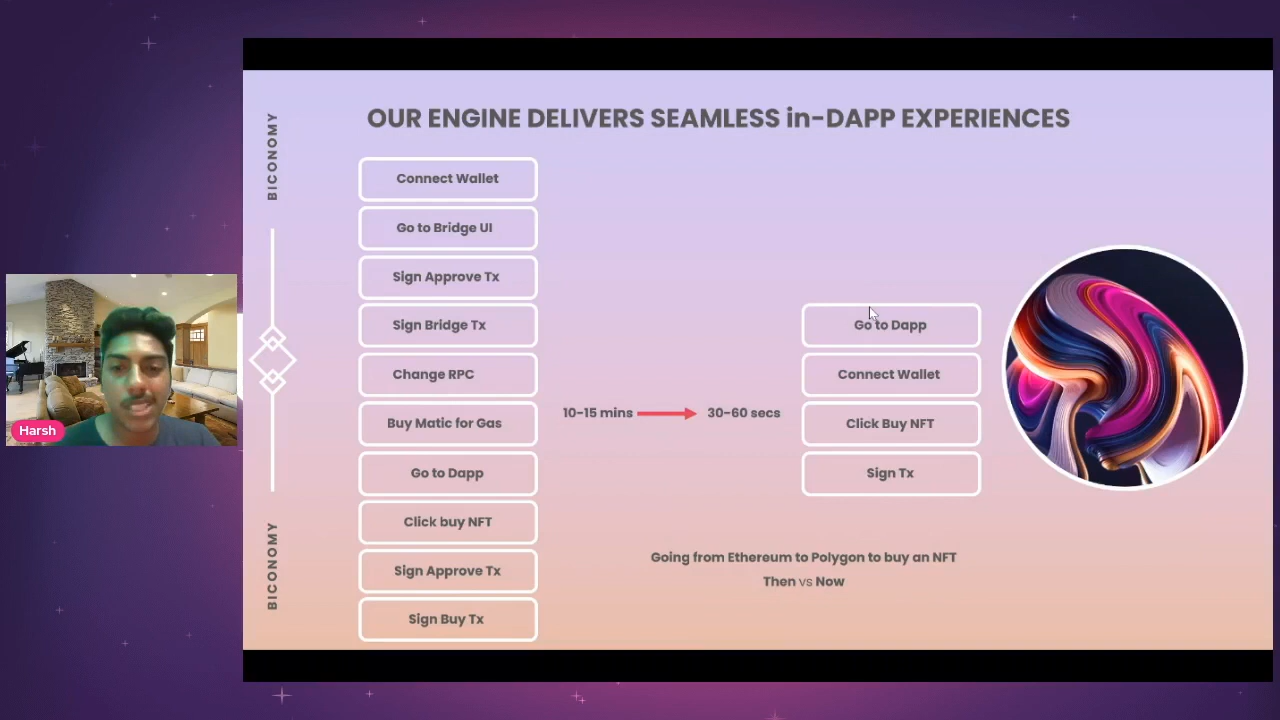 OUR ENGINE DELIVERS SEAMLESS in-DAPP EXPERIENCES
BICONOMY
Connect Wallet
Go to Bridge UI
Sign Approve Tx
Sign Bridge Tx
Change RPC
Buy Matic for Gas
Go to Dapp
Click buy NFT
Sign Approve Tx
Sign Buy Tx
10-15 mins
30-60 secs
Go to Dapp
Connect Wallet
Click Buy NFT
Sign Tx
Going from Ethereum to Polygon to buy an NFT
Then vs Now
BICONOMY
Harsh